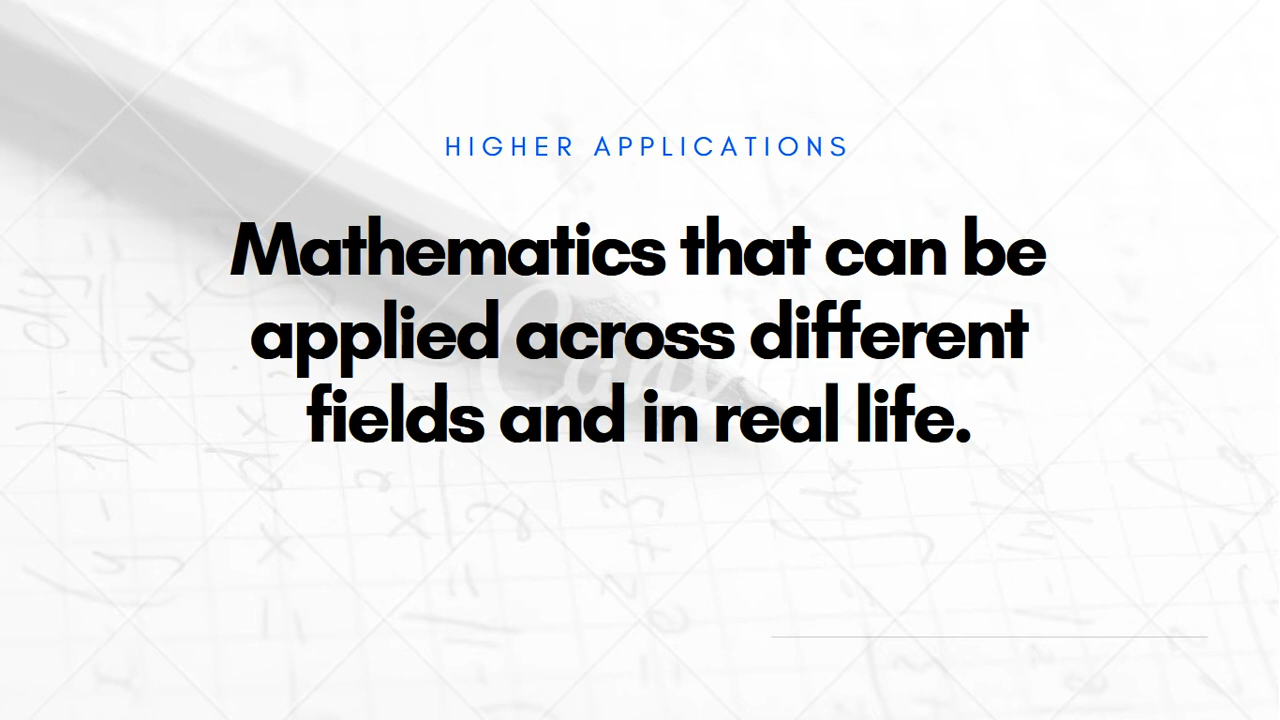 HIGHER APPLICATIONS
Mathematics that can be
applied across different
fields and in real life.